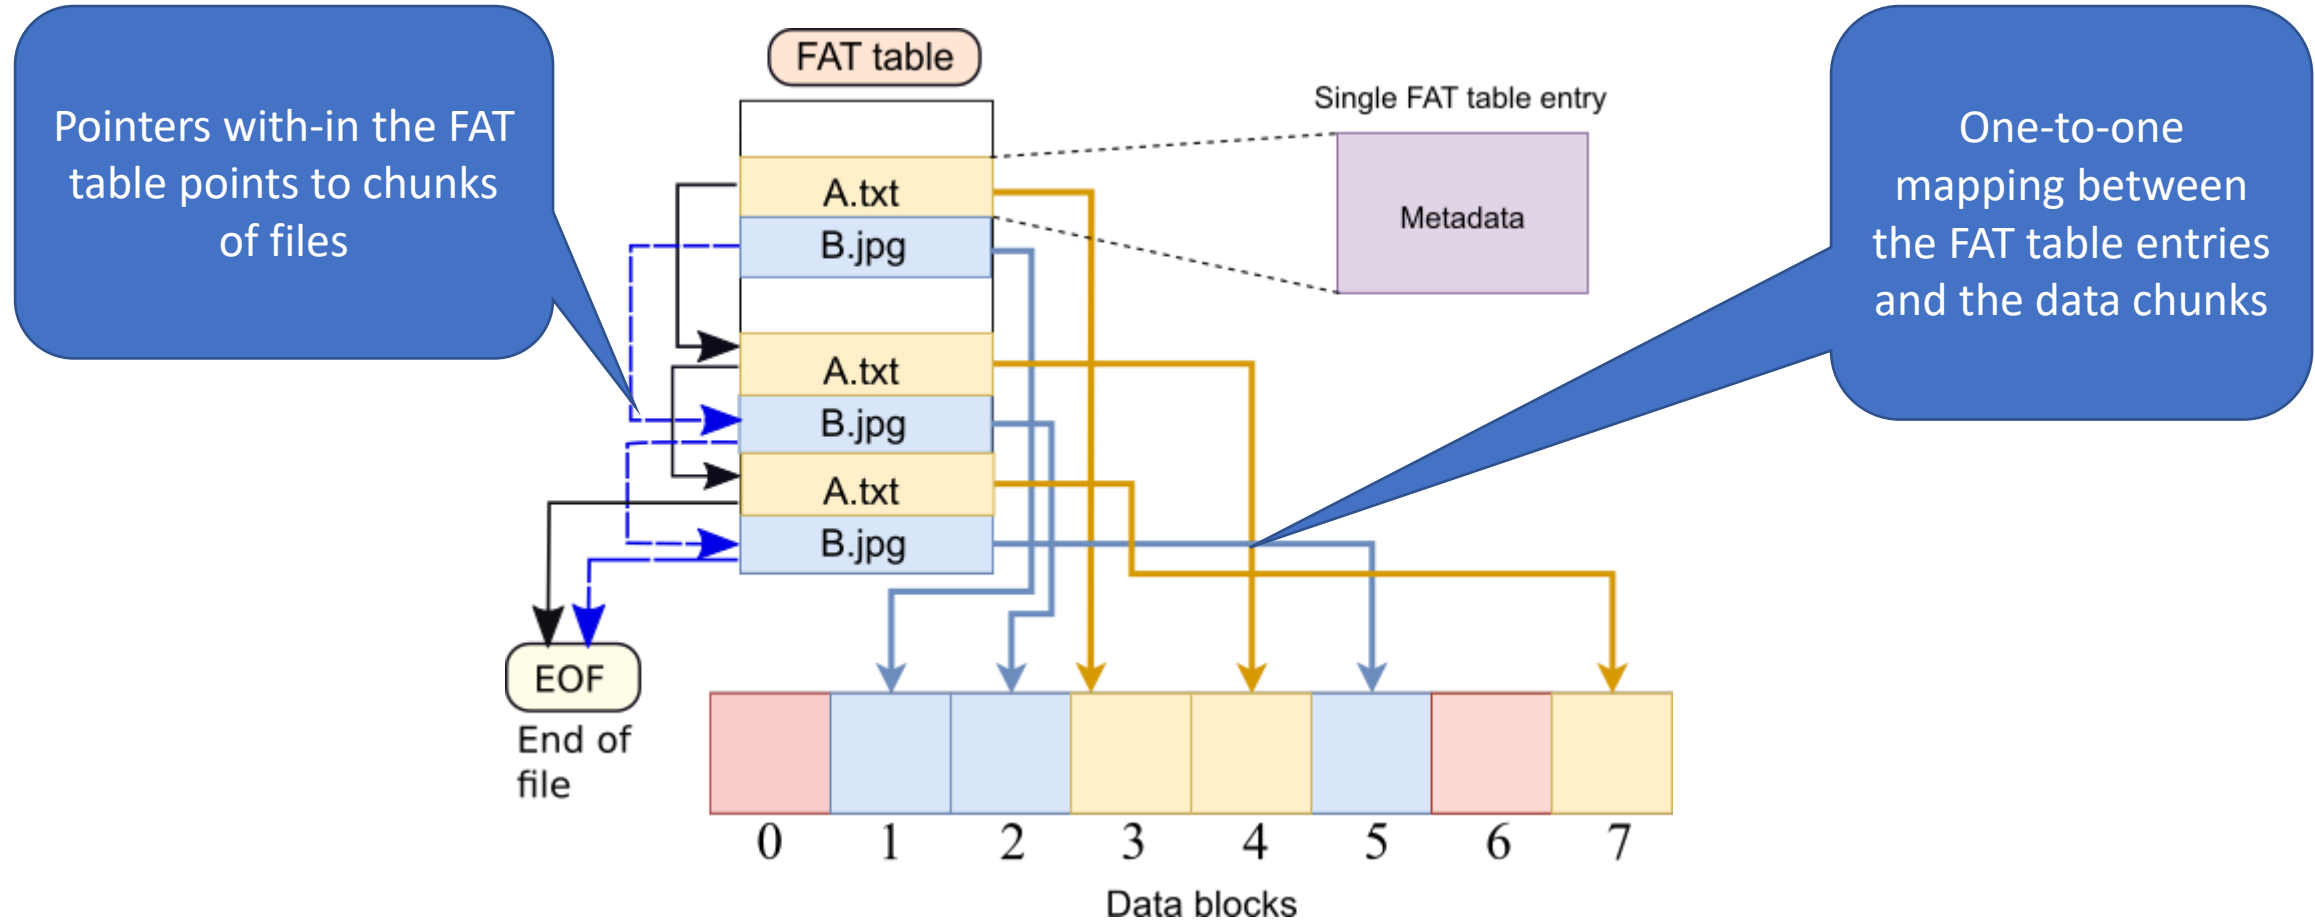 Pointers with-in the FAT
table points to chunks
of files
FAT table
A.txt
B.jpg
A.txt
B.jpg
A.txt
B.jpg
Single FAT table entry
Metadata
One-to-one
mapping between
the FAT table entries
and the data chunks
EOF
End of
file
0 1 2 3 4 5 6 7
Data blocks